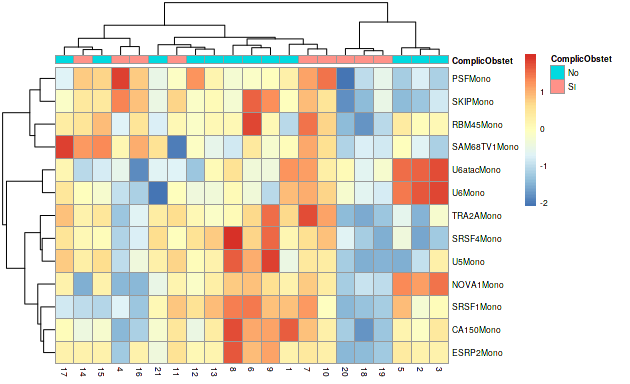 ComplicObstet
PSFMono
SKIPMono
RBM45Mono
SAM68TV1Mono
U6atacMono
U6Mono
TRA2AMono
SRSF4Mono
U5Mono
NOVA1Mono
SRSF1Mono
CA150Mono
ESRP2Mono
17 14 15 4 16 21 11 12 13 8 6 9 1 7 10 20 18 19 5 2 3
1
0
-1
-2
ComplicObstet
No
SI